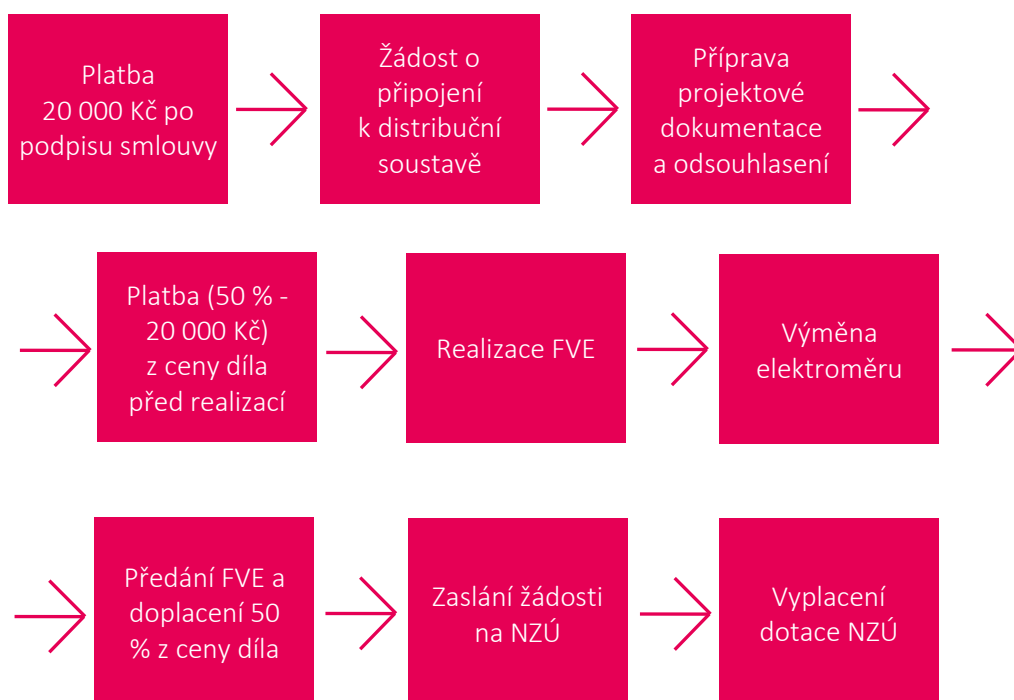 Platba
20 000 Kč po
podpisu smlouvy
Žádost o
připojení
k distribuční
soustavě
Příprava
projektové
dokumentace
a odsouhlasení
Platba (50 % -
20 000 Kč)
z ceny díla
před realizací
Realizace FVE
Výměna
elektroměru
Předání FVE a
doplacení 50
% z ceny díla
Zaslání žádosti
na NZÚ
Vyplacení
dotace NZÚ